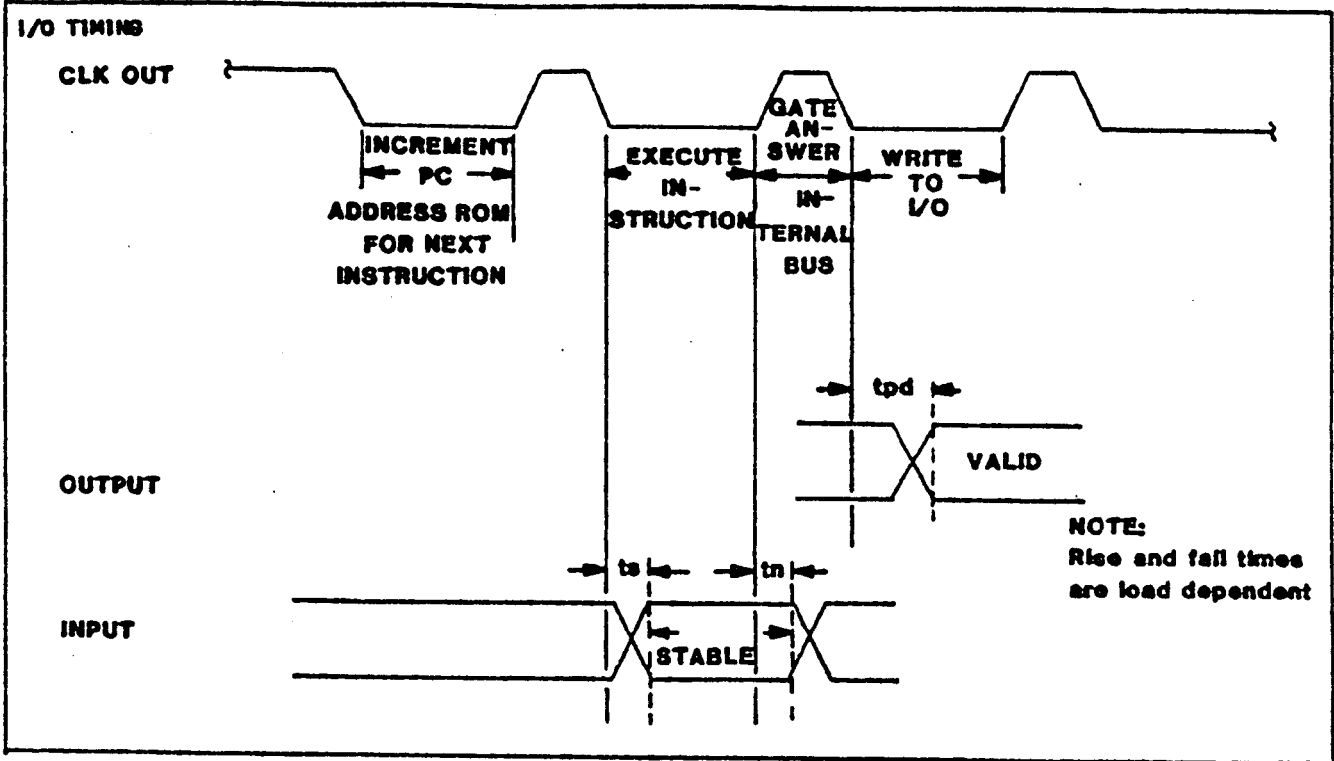 I/O TIMING
CLK OUT
INCREMENT
PC
ADDRESS ROM
FOR NEXT
INSTRUCTION
EXECUTE
IN-
STRUCTION
GATE
AN-
SWER
IN-
TERNAL
BUS
WRITE
TO
I/O
tpd
OUTPUT
VALID
NOTE:
Rise and fall times
are load dependent
ts
tn
INPUT
STABLE